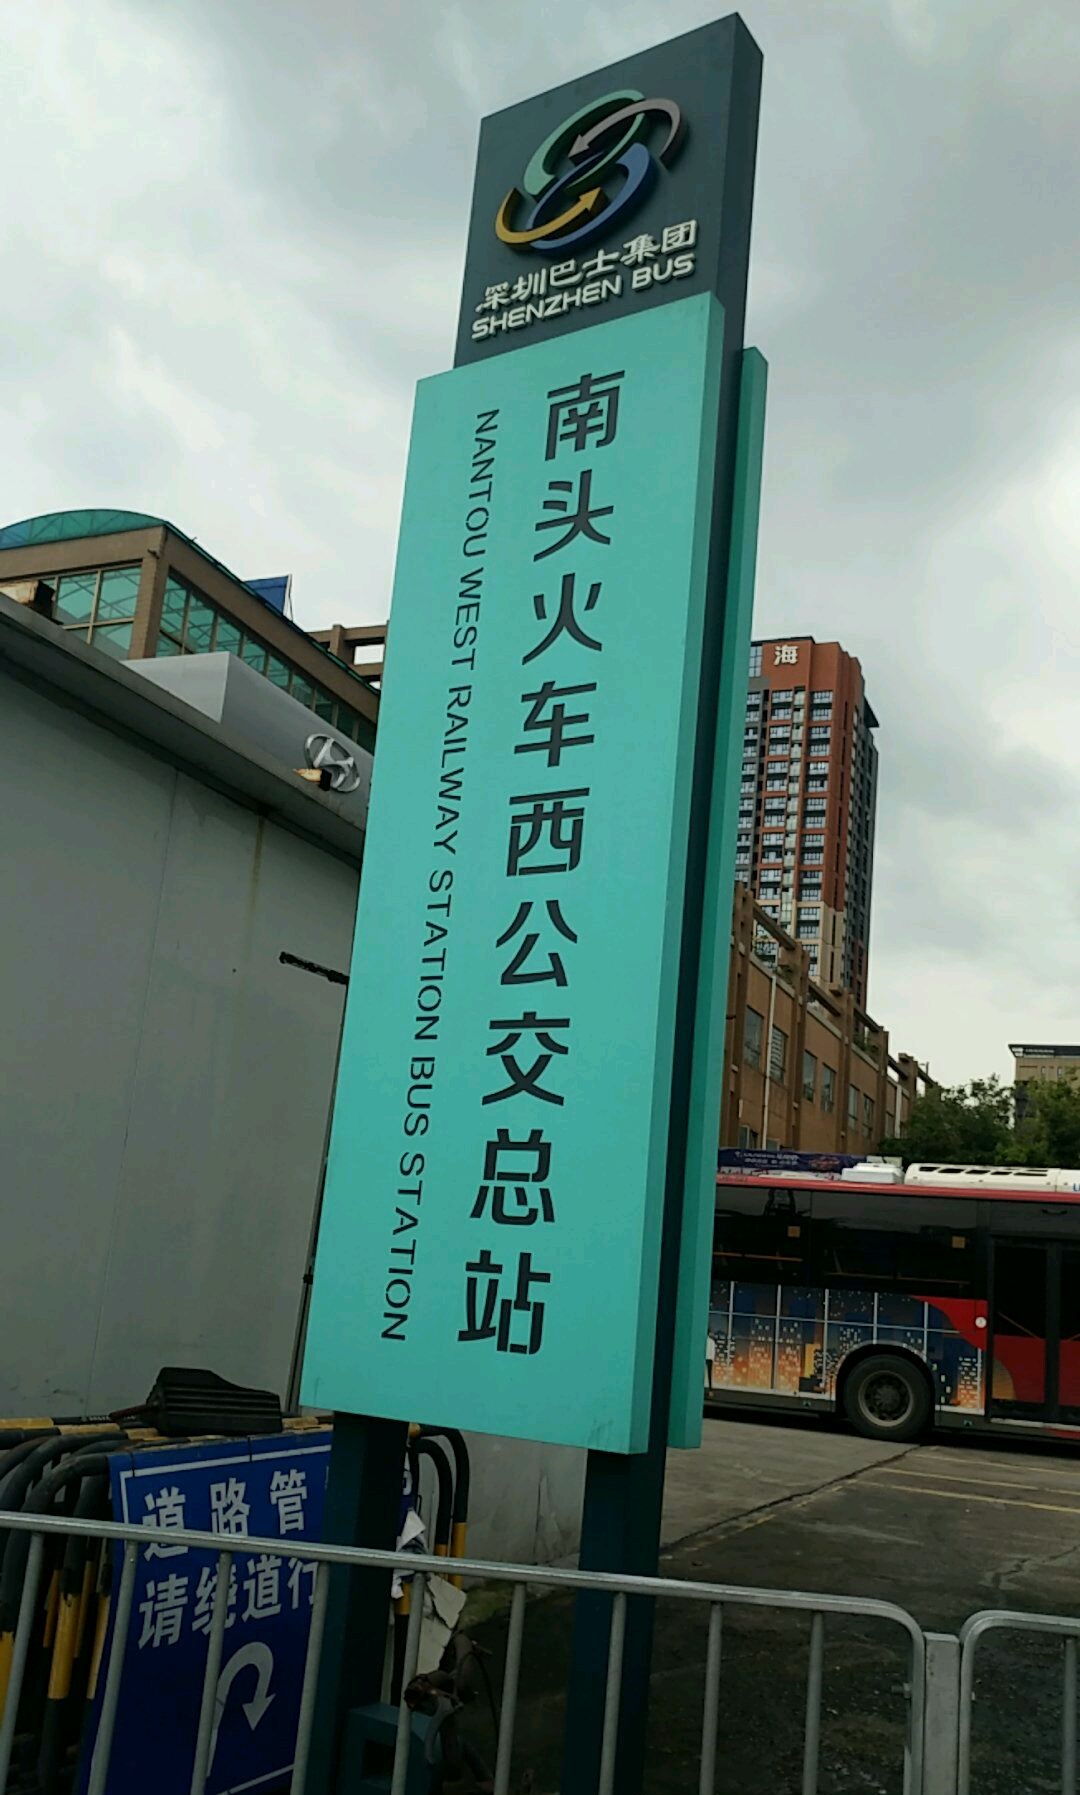 深圳巴士集团
SHENZHEN BUS
南头火车西公交总站
NANTOU WEST RAILWAY STATION BUS STATION
海
道路管
请绕道行